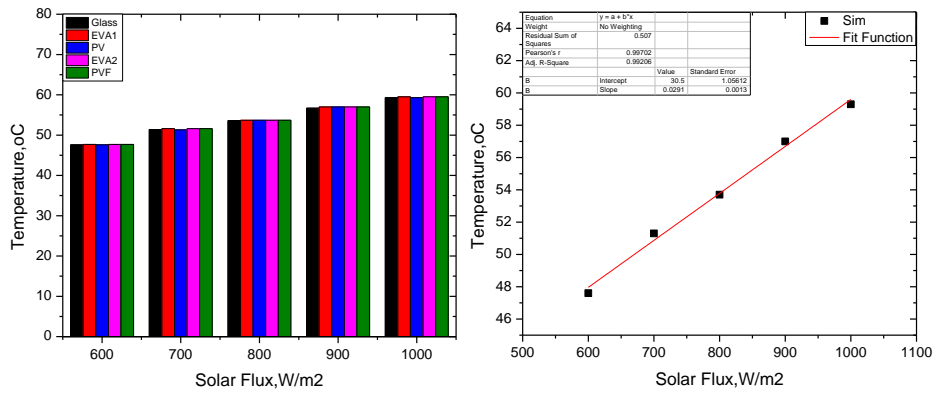 80
70
60
50
40
30
20
10
0
Temperature,oC
Glass
EVA1
PV
EVA2
PVF
600 700 800 900 1000
Solar Flux,W/m2
64
62
60
58
56
54
52
50
48
46
Temperature,oC
Equation y = a + b*x
Weight No Weighting
Residual Sum of
Squares 0.507
Pearson's r 0.99702
Adj. R-Square 0.99206
Value Standard Error
B Intercept 30.5 1.05612
B Slope 0.0291 0.0013
Sim
Fit Function
500 600 700 800 900 1000 1100
Solar Flux,W/m2